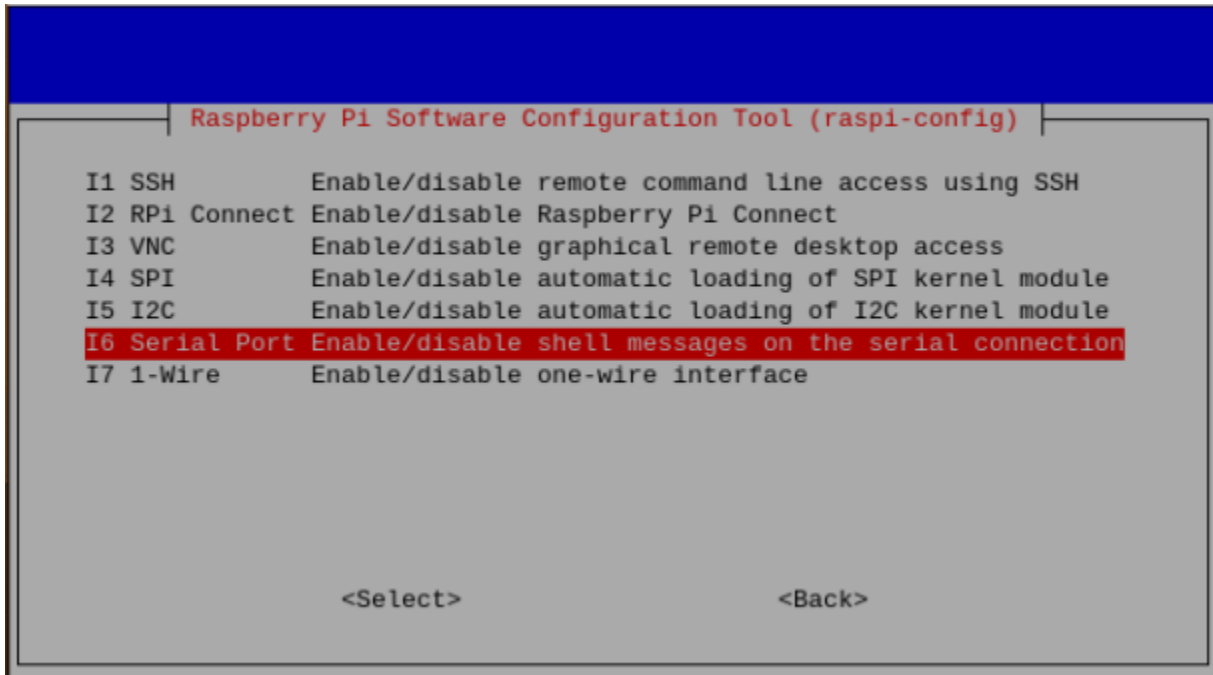 Raspberry Pi Software Configuration Tool (raspi-config)
I1 SSH Enable/disable remote command line access using SSH
I2 RPi Connect Enable/disable Raspberry Pi Connect
I3 VNC Enable/disable graphical remote desktop access
I4 SPI Enable/disable automatic loading of SPI kernel module
I5 I2C Enable/disable automatic loading of I2C kernel module
I6 Serial Port Enable/disable shell messages on the serial connection
I7 1-Wire Enable/disable one-wire interface
<Select> <Back>